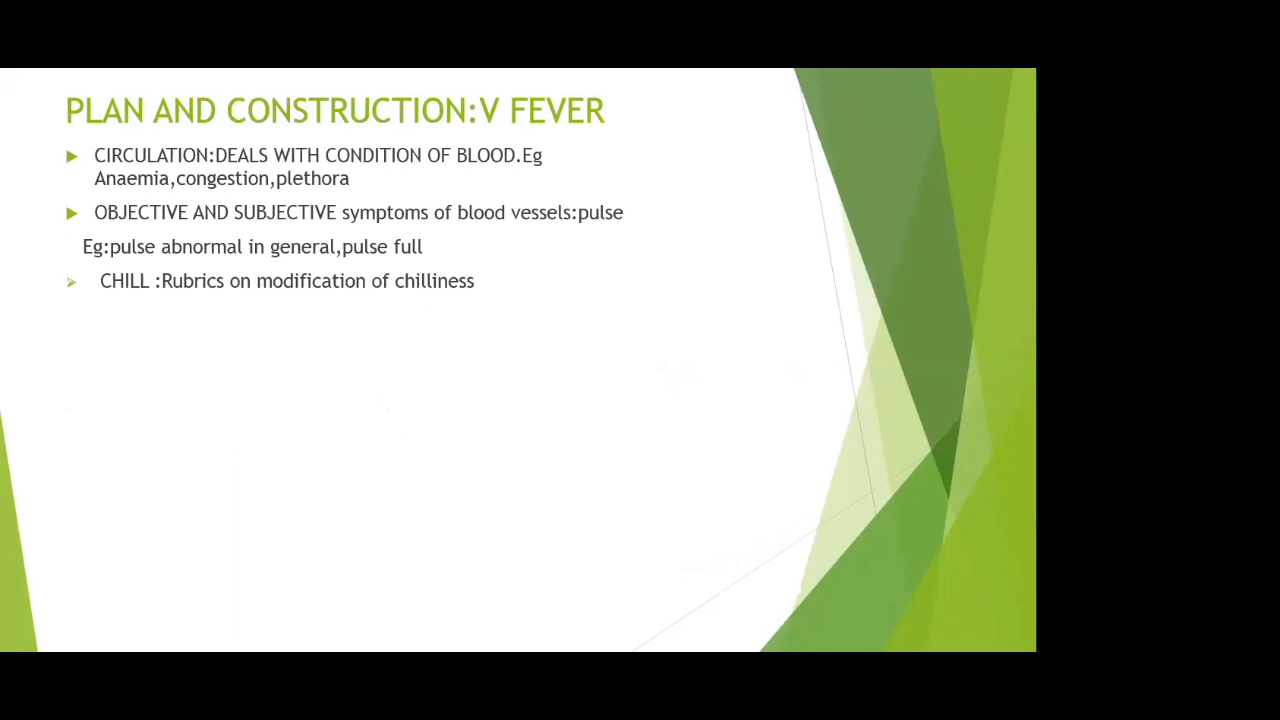 PLAN AND CONSTRUCTION:V FEVER
CIRCULATION:DEALS WITH CONDITION OF BLOOD.Eg
Anaemia,congestion,plethora
OBJECTIVE AND SUBJECTIVE symptoms of blood vessels:pulse
Eg:pulse abnormal in general,pulse full
CHILL :Rubrics on modification of chilliness